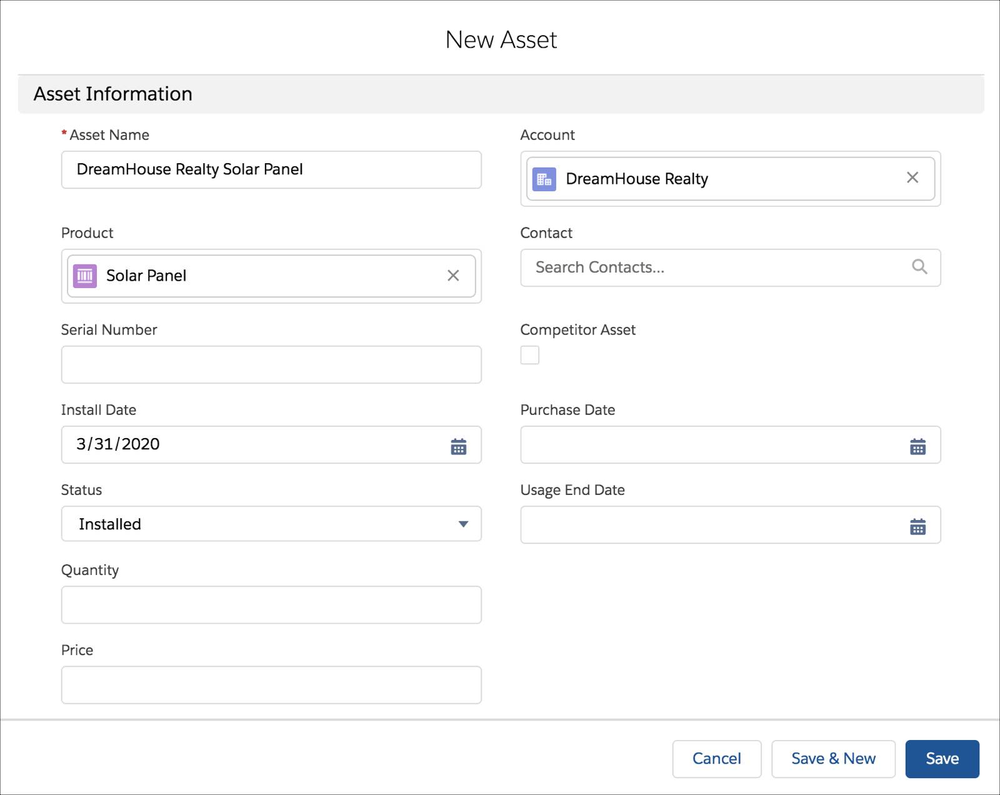 New Asset
Asset Information
* Asset Name
DreamHouse Realty Solar Panel
Account
DreamHouse Realty
Product
Solar Panel
Contact
Search Contacts...
Serial Number
Competitor Asset
Install Date
3/31/2020
Purchase Date
Status
Installed
Usage End Date
Quantity
Price
Cancel
Save & New
Save